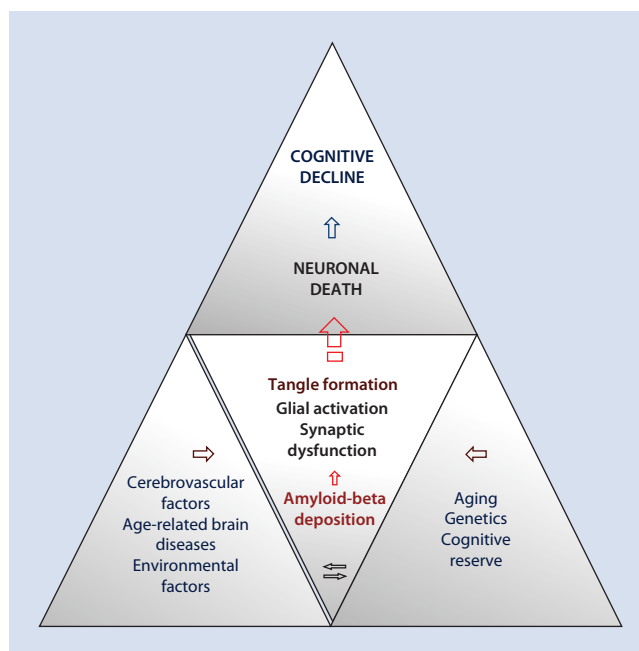 COGNITIVE
DECLINE
NEURONAL
DEATH
Tangle formation
Glial activation
Synaptic
dysfunction
Amyloid-beta
deposition
Cerebrovascular
factors
Age-related brain
diseases
Environmental
factors
Aging
Genetics
Cognitive
reserve